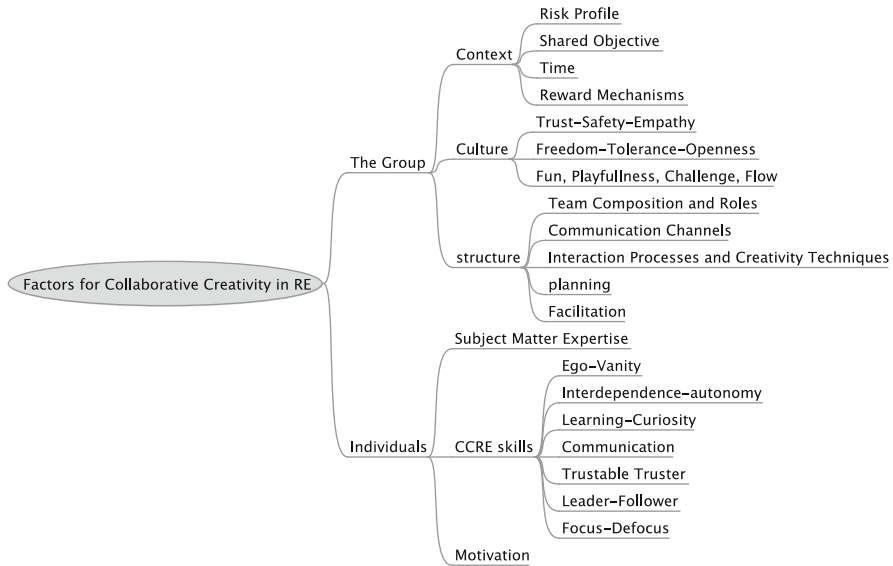 Factors for Collaborative Creativity in RE
The Group
Context
Risk Profile
Shared Objective
Time
Reward Mechanisms
Culture
Trust–Safety–Empathy
Freedom–Tolerance–Openness
Fun, Playfullness, Challenge, Flow
structure
Team Composition and Roles
Communication Channels
Interaction Processes and Creativity Techniques
planning
Facilitation
Individuals
Subject Matter Expertise
CCRE skills
Ego–Vanity
Interdependence–autonomy
Learning–Curiosity
Communication
Trustable Truster
Leader–Follower
Focus–Defocus
Motivation